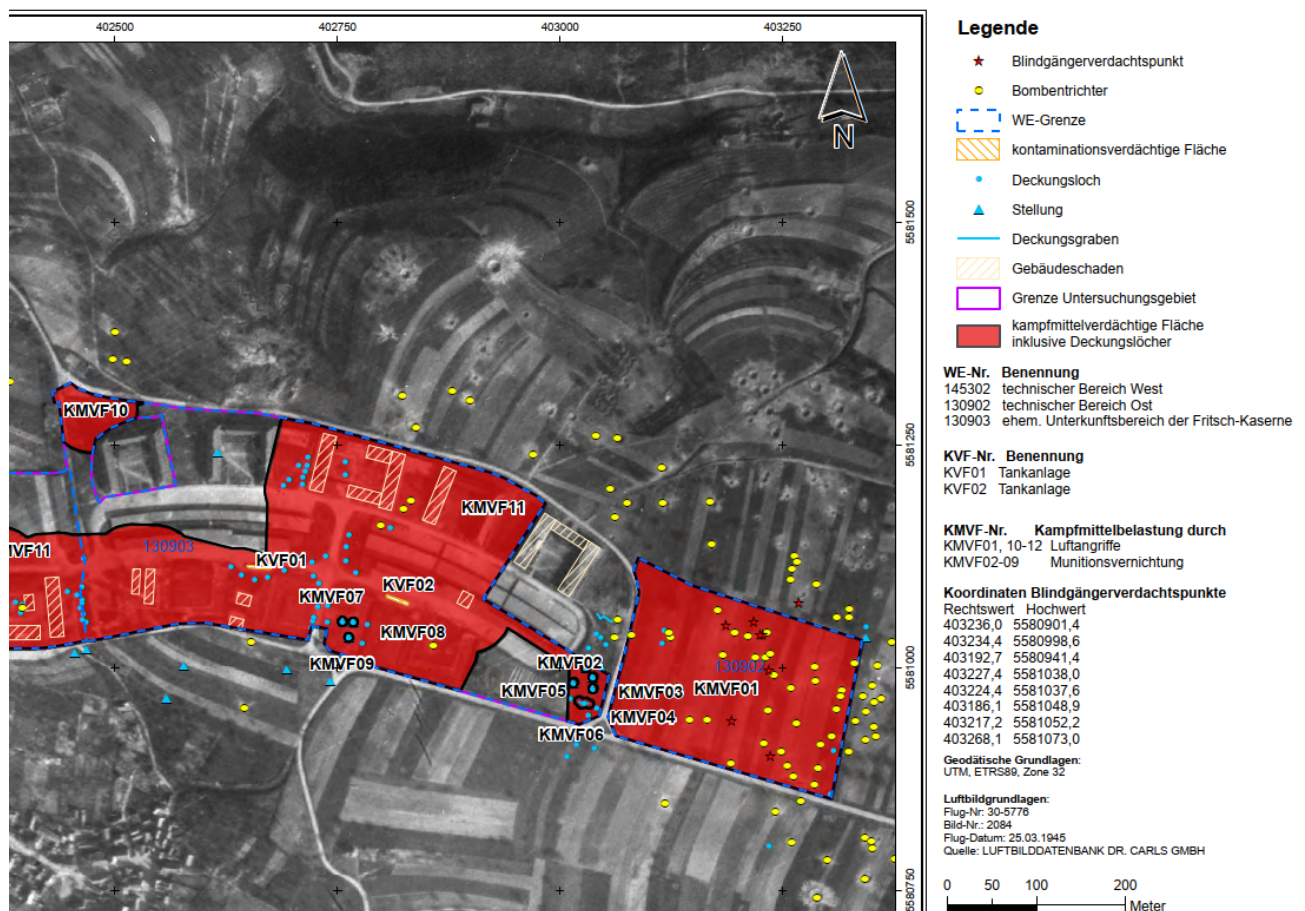 402500
402750
403000
403250
5581500
5581250
5581000
5580750
N
KMVF10
KMVF11
MVF11
130903
KVF01
KVF02
KMVF07
KMVF08
KMVF09
KMVF02
KMVF05
KMVF03
KMVF04
KMVF06
130902
KMVF01
Legende
Blindgängerverdachtspunkt
Bombentrichter
WE-Grenze
kontaminationsverdächtige Fläche
Deckungsloch
Stellung
Deckungsgraben
Gebäudeschaden
Grenze Untersuchungsgebiet
kampfmittelverdächtige Fläche
inklusive Deckungslöcher
WE-Nr. Benennung
145302 technischer Bereich West
130902 technischer Bereich Ost
130903 ehem. Unterkunftsbereich der Fritsch-Kaserne
KVF-Nr. Benennung
KVF01 Tankanlage
KVF02 Tankanlage
KMVF-Nr. Kampfmittelbelastung durch
KMVF01, 10-12 Luftangriffe
KMVF02-09 Munitionsvernichtung
Koordinaten Blindgängerverdachtspunkte
Rechtswert Hochwert
403236,0 5580901,4
403234,4 5580998,6
403192,7 5580941,4
403227,4 5581038,0
403224,4 5581037,6
403186,1 5581048,9
403217,2 5581052,2
403268,1 5581073,0
Geodätische Grundlagen:
UTM, ETRS89, Zone 32
Luftbildgrundlagen:
Flug-Nr: 30-5776
Bild-Nr.: 2084
Flug-Datum: 25.03.1945
Quelle: LUFTBILDDATENBANK DR. CARLS GMBH
0 50 100 200
Meter